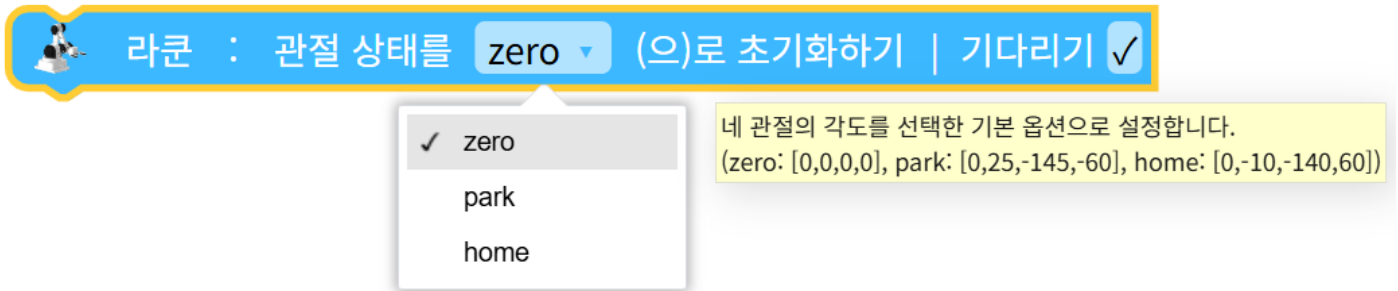 라쿤 : 관절 상태를 zero ▾ (으)로 초기화하기 | 기다리기 ✓
✓ zero
park
home
네 관절의 각도를 선택한 기본 옵션으로 설정합니다.
(zero: [0,0,0,0], park: [0,25,-145,-60], home: [0,-10,-140,60])